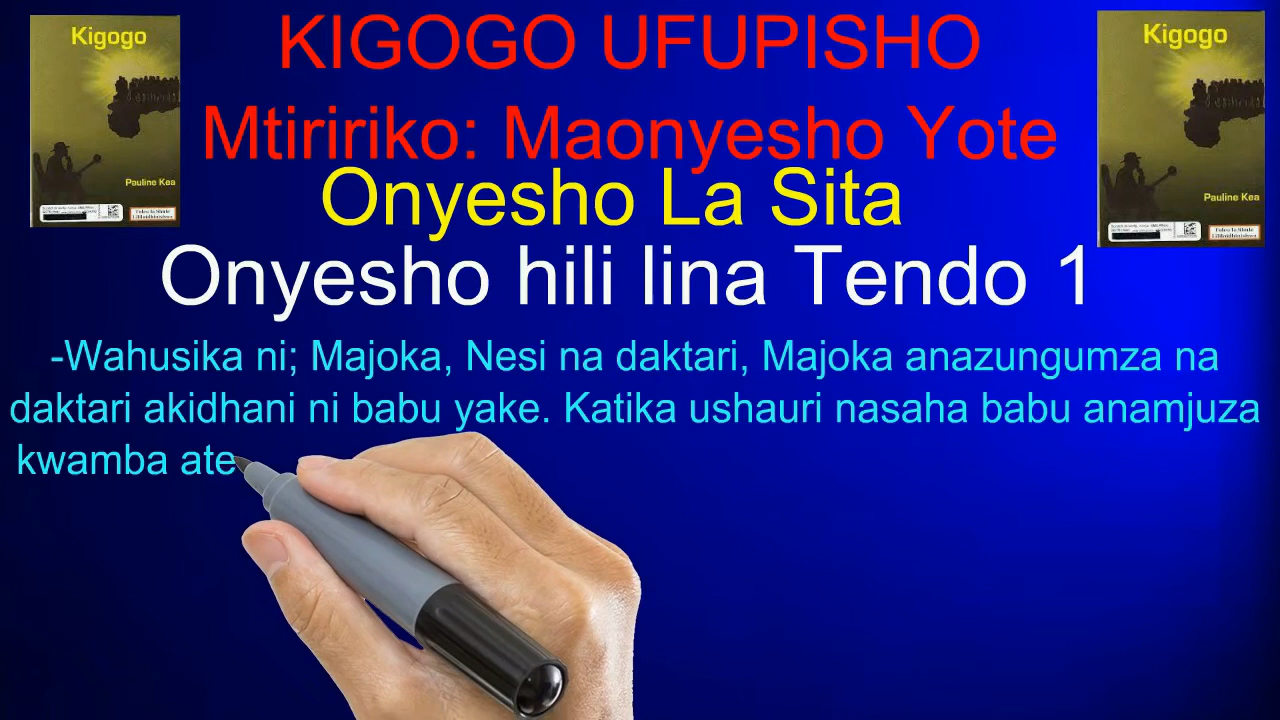 Kigogo
Pauline Kea
KIGOGO UFUPISHO
Mtiririko: Maonyesho Yote
Onyesho La Sita
Onyesho hili lina Tendo 1
Kigogo
Pauline Kea
-Wahusika ni; Majoka, Nesi na daktari, Majoka anazungumza na
daktari akidhani ni babu yake. Katika ushauri nasaha babu anamjuza
kwamba ate